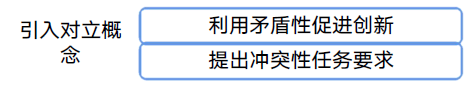 引入对立概
念
利用矛盾性促进创新
提出冲突性任务要求